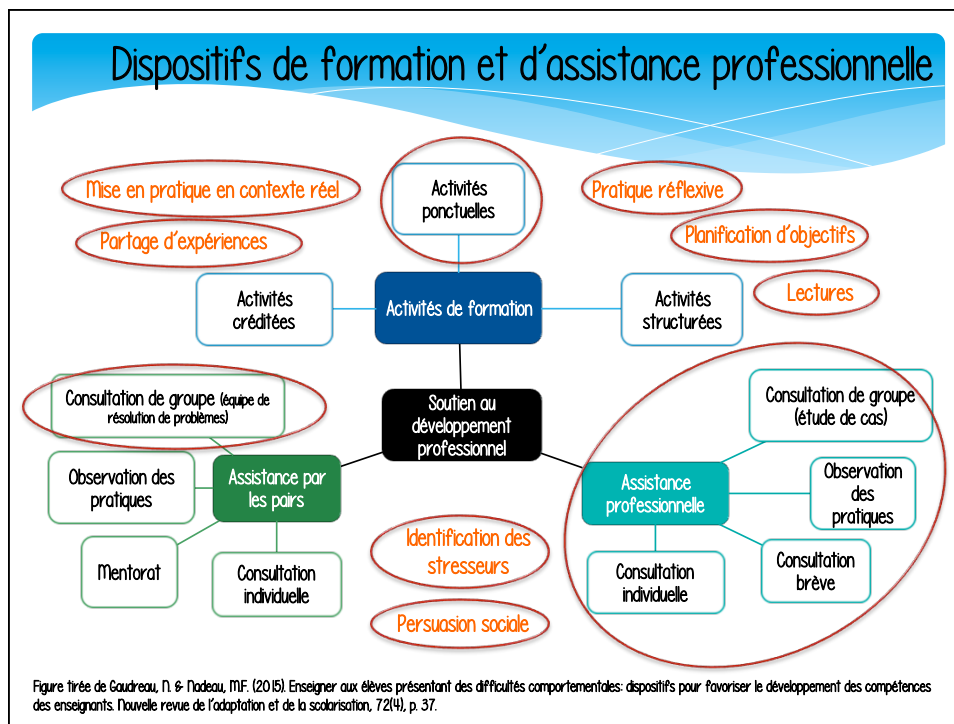 Dispositifs de formation et d'assistance professionnelle
Mise en pratique en contexte réel
Activités
ponctuelles
Pratique réflexive
Partage d'expériences
Planification d'objectifs
Activités
créditées
Activités de formation
Activités
structurées
Lectures
Consultation de groupe (équipe de
résolution de problèmes)
Soutien au
développement
professionnel
Consultation de groupe
(étude de cas)
Observation des
pratiques
Assistance par
les pairs
Assistance
professionnelle
Observation
des
pratiques
Mentorat
Consultation
individuelle
Identification des
stresseurs
Consultation
individuelle
Consultation
brève
Persuasion sociale
Figure tirée de Gaudreau, N. & Nadeau, M.F. (2015). Enseigner aux élèves présentant des difficultés comportementales: dispositifs pour favoriser le développement des compétences
des enseignants. Nouvelle revue de l'adaptation et de la scolarisation, 72(4), p. 37.